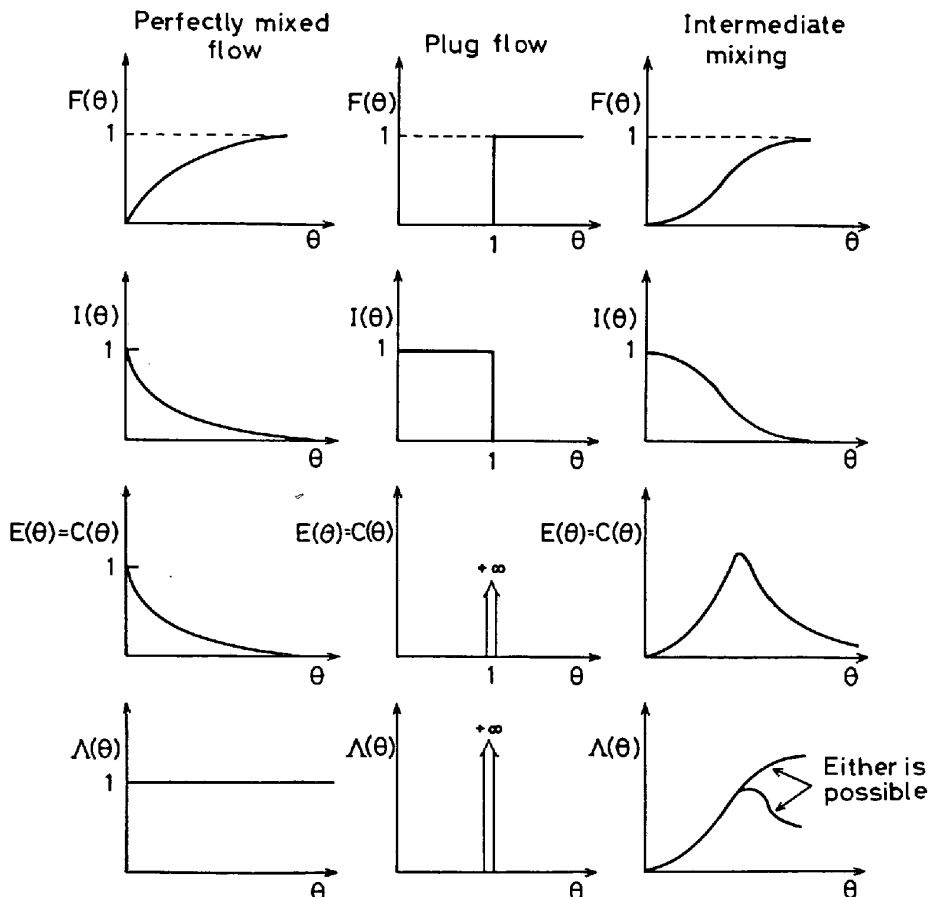 Perfectly mixed
flow
Plug flow
Intermediate
mixing
F(θ)
1
θ
F(θ)
1
1
θ
F(θ)
1
θ
I(θ)
1
θ
I(θ)
1
1
θ
I(θ)
1
θ
E(θ)=C(θ)
1
θ
E(θ)=C(θ)
+∞
1
θ
E(θ)=C(θ)
θ
Λ(θ)
1
θ
Λ(θ)
+∞
θ
Λ(θ)
Either is
possible
θ